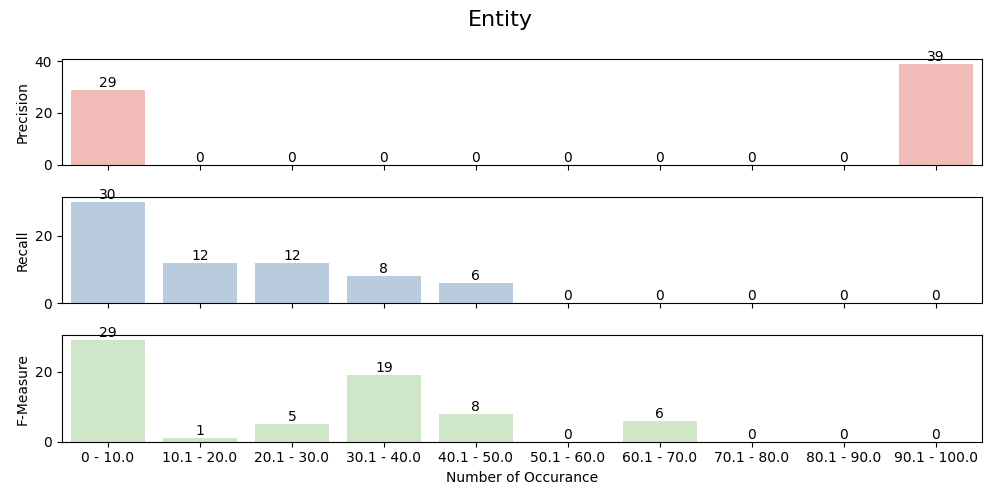 Entity
40
20
0
Precision
29
0
0
0
0
0
0
0
0
39
20
0
Recall
30
12
12
8
6
0
0
0
0
0
20
0
F-Measure
29
1
5
19
8
0
6
0
0
0
0 - 10.0
10.1 - 20.0
20.1 - 30.0
30.1 - 40.0
40.1 - 50.0
50.1 - 60.0
60.1 - 70.0
70.1 - 80.0
80.1 - 90.0
90.1 - 100.0
Number of Occurance